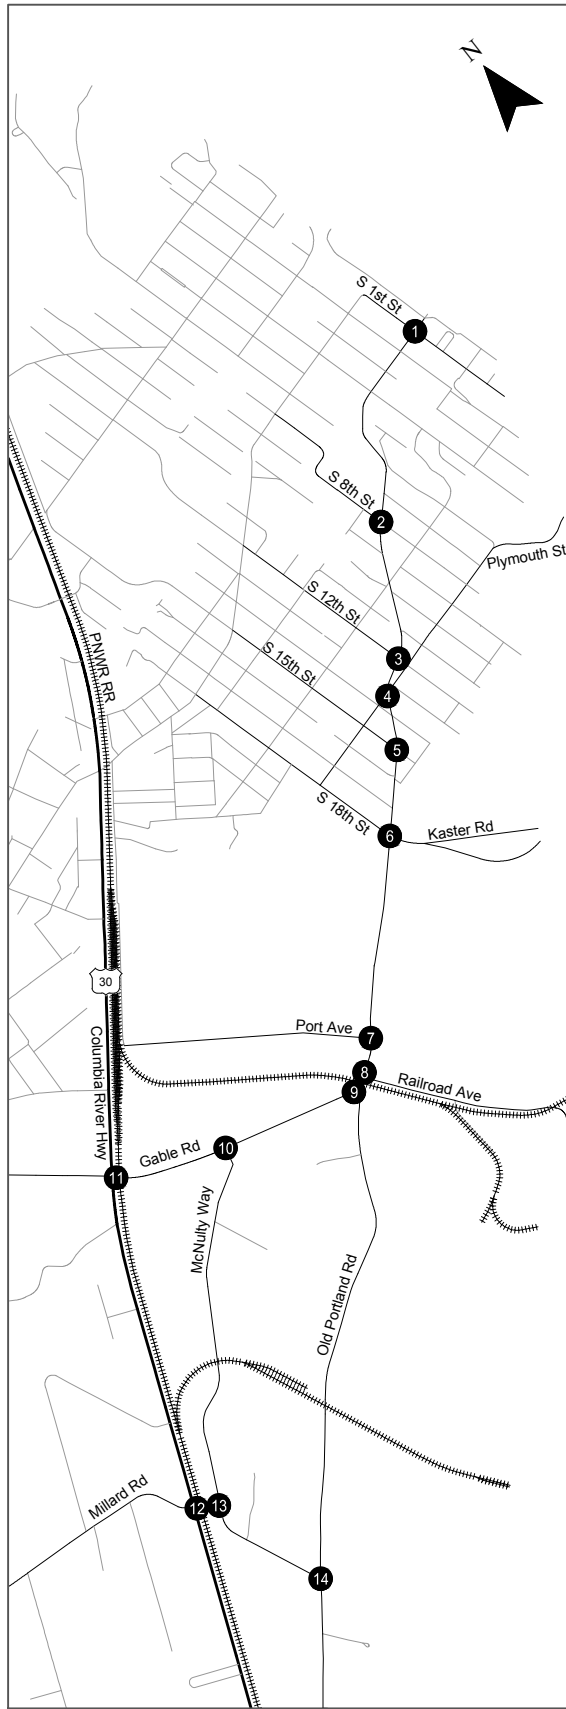 N
S 1st St
1
S 8th St
2
Plymouth St
S 12th St
3
S 15th St
4
PNWR RR
5
S 18th St
6
Kaster Rd
30
Port Ave
7
Columbia River Hwy
8
Railroad Ave
9
Gable Rd
10
11
McNulty Way
Old Portland Rd
Millard Rd
12
13
14